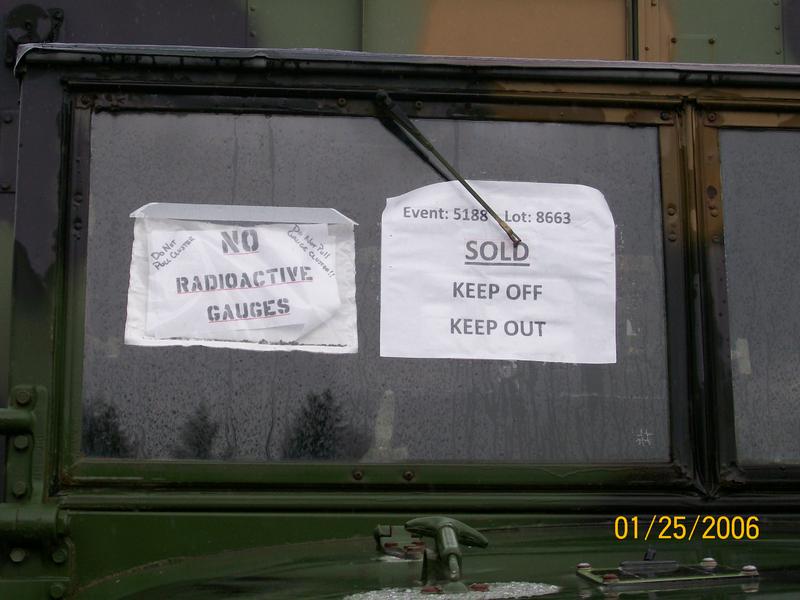 Do Not
Pull Cluster
Do Not Pull
Gauge Cluster!!
NO
RADIOACTIVE
GAUGES
Event: 5188 Lot: 8663
SOLD
KEEP OFF
KEEP OUT
01/25/2006